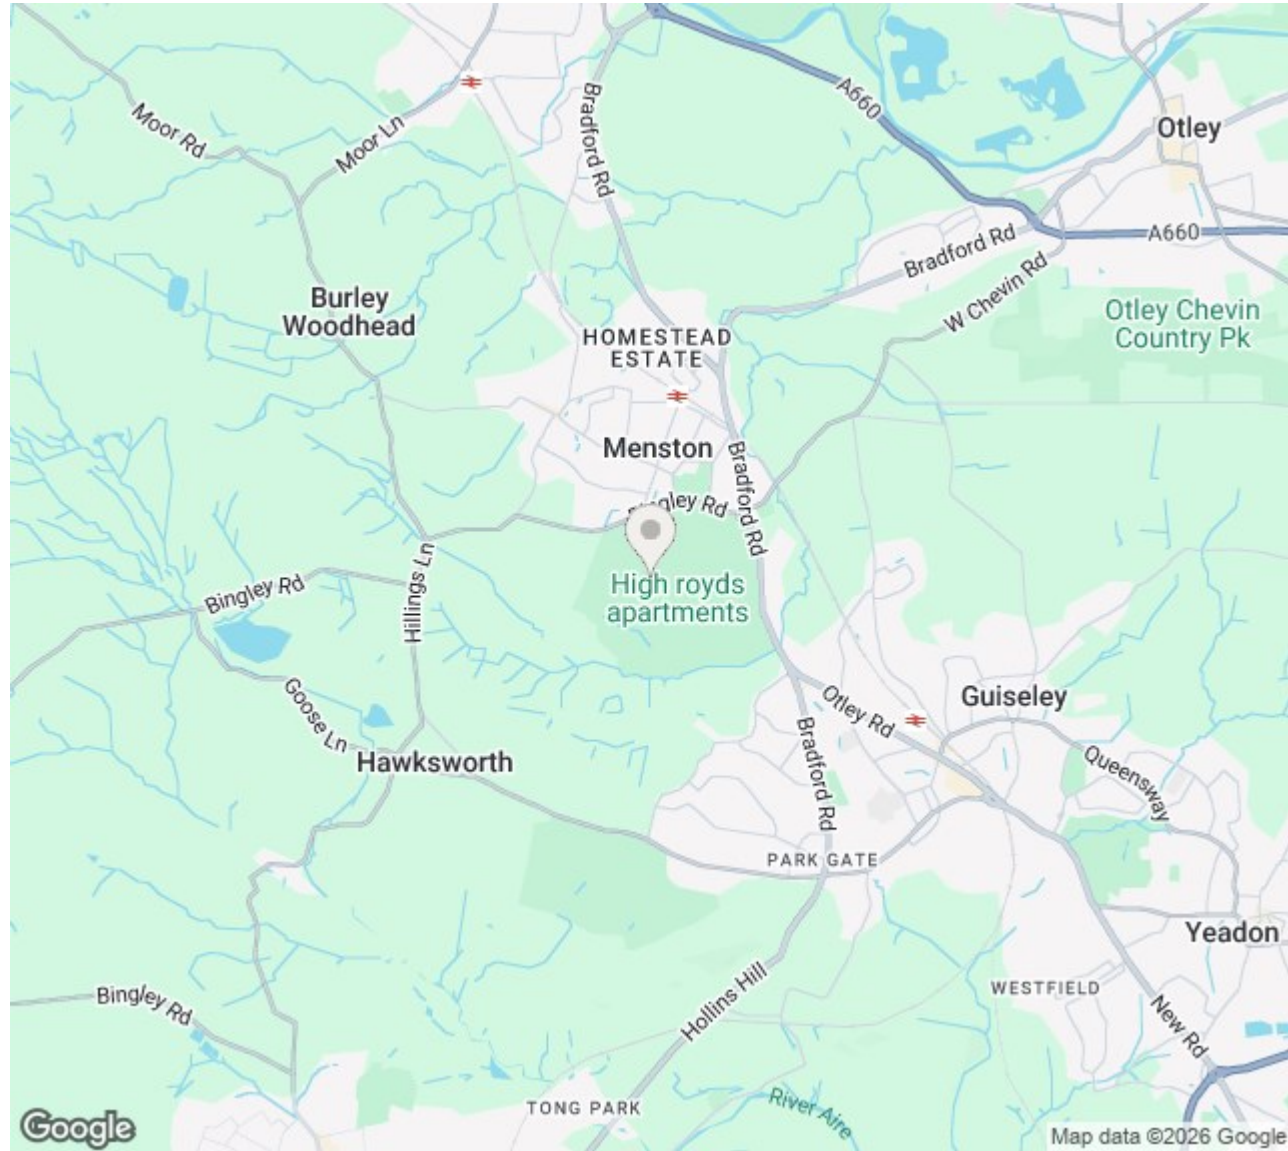 A660
Otley
Moor Rd
Moor Ln
Bradford Rd
Bradford Rd
A660
W Chevin Rd
Burley
Woodhead
Otley Chevin
Country Pk
HOMESTEAD
ESTATE
Menston
Bradford Rd
Bingley Rd
High royds
apartments
Hillings Ln
Bingley Rd
Guiseley
Otley Rd
Goose Ln
Hawksworth
Bradford Rd
Queensway
PARK GATE
Yeadon
WESTFIELD
Bingley Rd
Hollins Hill
New Rd
TONG PARK
River Aire
Google
Map data ©2026 Google